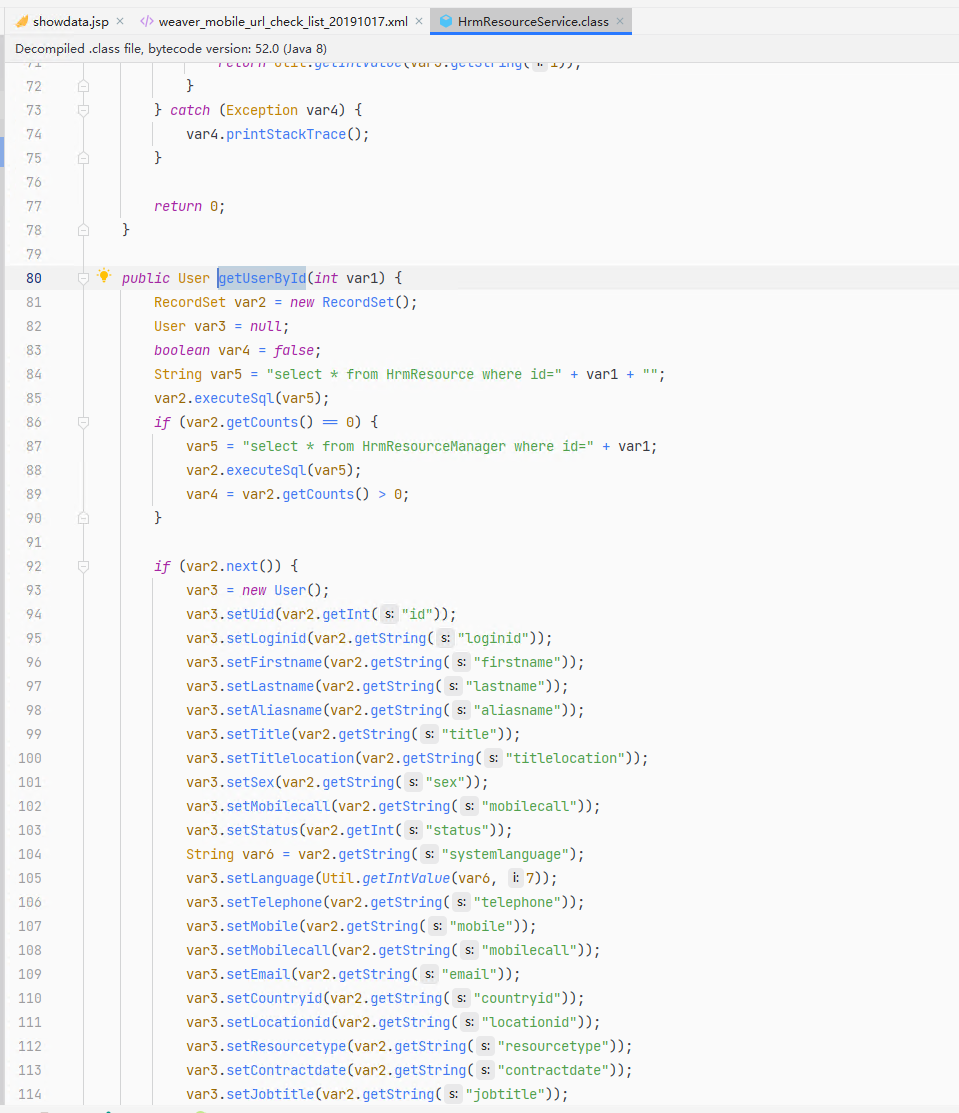 showdata.jsp
weaver_mobile_url_check_list_20191017.xml
HrmResourceService.class
Decompiled .class file, bytecode version: 52.0 (Java 8)
71 return Util.getIntValue(var3.getString( i: 1));
72 }
73 } catch (Exception var4) {
74 var4.printStackTrace();
75 }
76
77 return 0;
78 }
79
80 public User getUserById(int var1) {
81 RecordSet var2 = new RecordSet();
82 User var3 = null;
83 boolean var4 = false;
84 String var5 = "select * from HrmResource where id=" + var1 + "";
85 var2.executeSql(var5);
86 if (var2.getCounts() == 0) {
87 var5 = "select * from HrmResourceManager where id=" + var1;
88 var2.executeSql(var5);
89 var4 = var2.getCounts() > 0;
90 }
91
92 if (var2.next()) {
93 var3 = new User();
94 var3.setUid(var2.getInt( s: "id"));
95 var3.setLoginid(var2.getString( s: "loginid"));
96 var3.setFirstname(var2.getString( s: "firstname"));
97 var3.setLastname(var2.getString( s: "lastname"));
98 var3.setAliasname(var2.getString( s: "aliasname"));
99 var3.setTitle(var2.getString( s: "title"));
100 var3.setTitlelocation(var2.getString( s: "titlelocation"));
101 var3.setSex(var2.getString( s: "sex"));
102 var3.setMobilecall(var2.getString( s: "mobilecall"));
103 var3.setStatus(var2.getInt( s: "status"));
104 String var6 = var2.getString( s: "systemlanguage");
105 var3.setLanguage(Util.getIntValue(var6, i: 7));
106 var3.setTelephone(var2.getString( s: "telephone"));
107 var3.setMobile(var2.getString( s: "mobile"));
108 var3.setMobilecall(var2.getString( s: "mobilecall"));
109 var3.setEmail(var2.getString( s: "email"));
110 var3.setCountryid(var2.getString( s: "countryid"));
111 var3.setLocationid(var2.getString( s: "locationid"));
112 var3.setResourcetype(var2.getString( s: "resourcetype"));
113 var3.setContractdate(var2.getString( s: "contractdate"));
114 var3.setJobtitle(var2.getString( s: "jobtitle"));